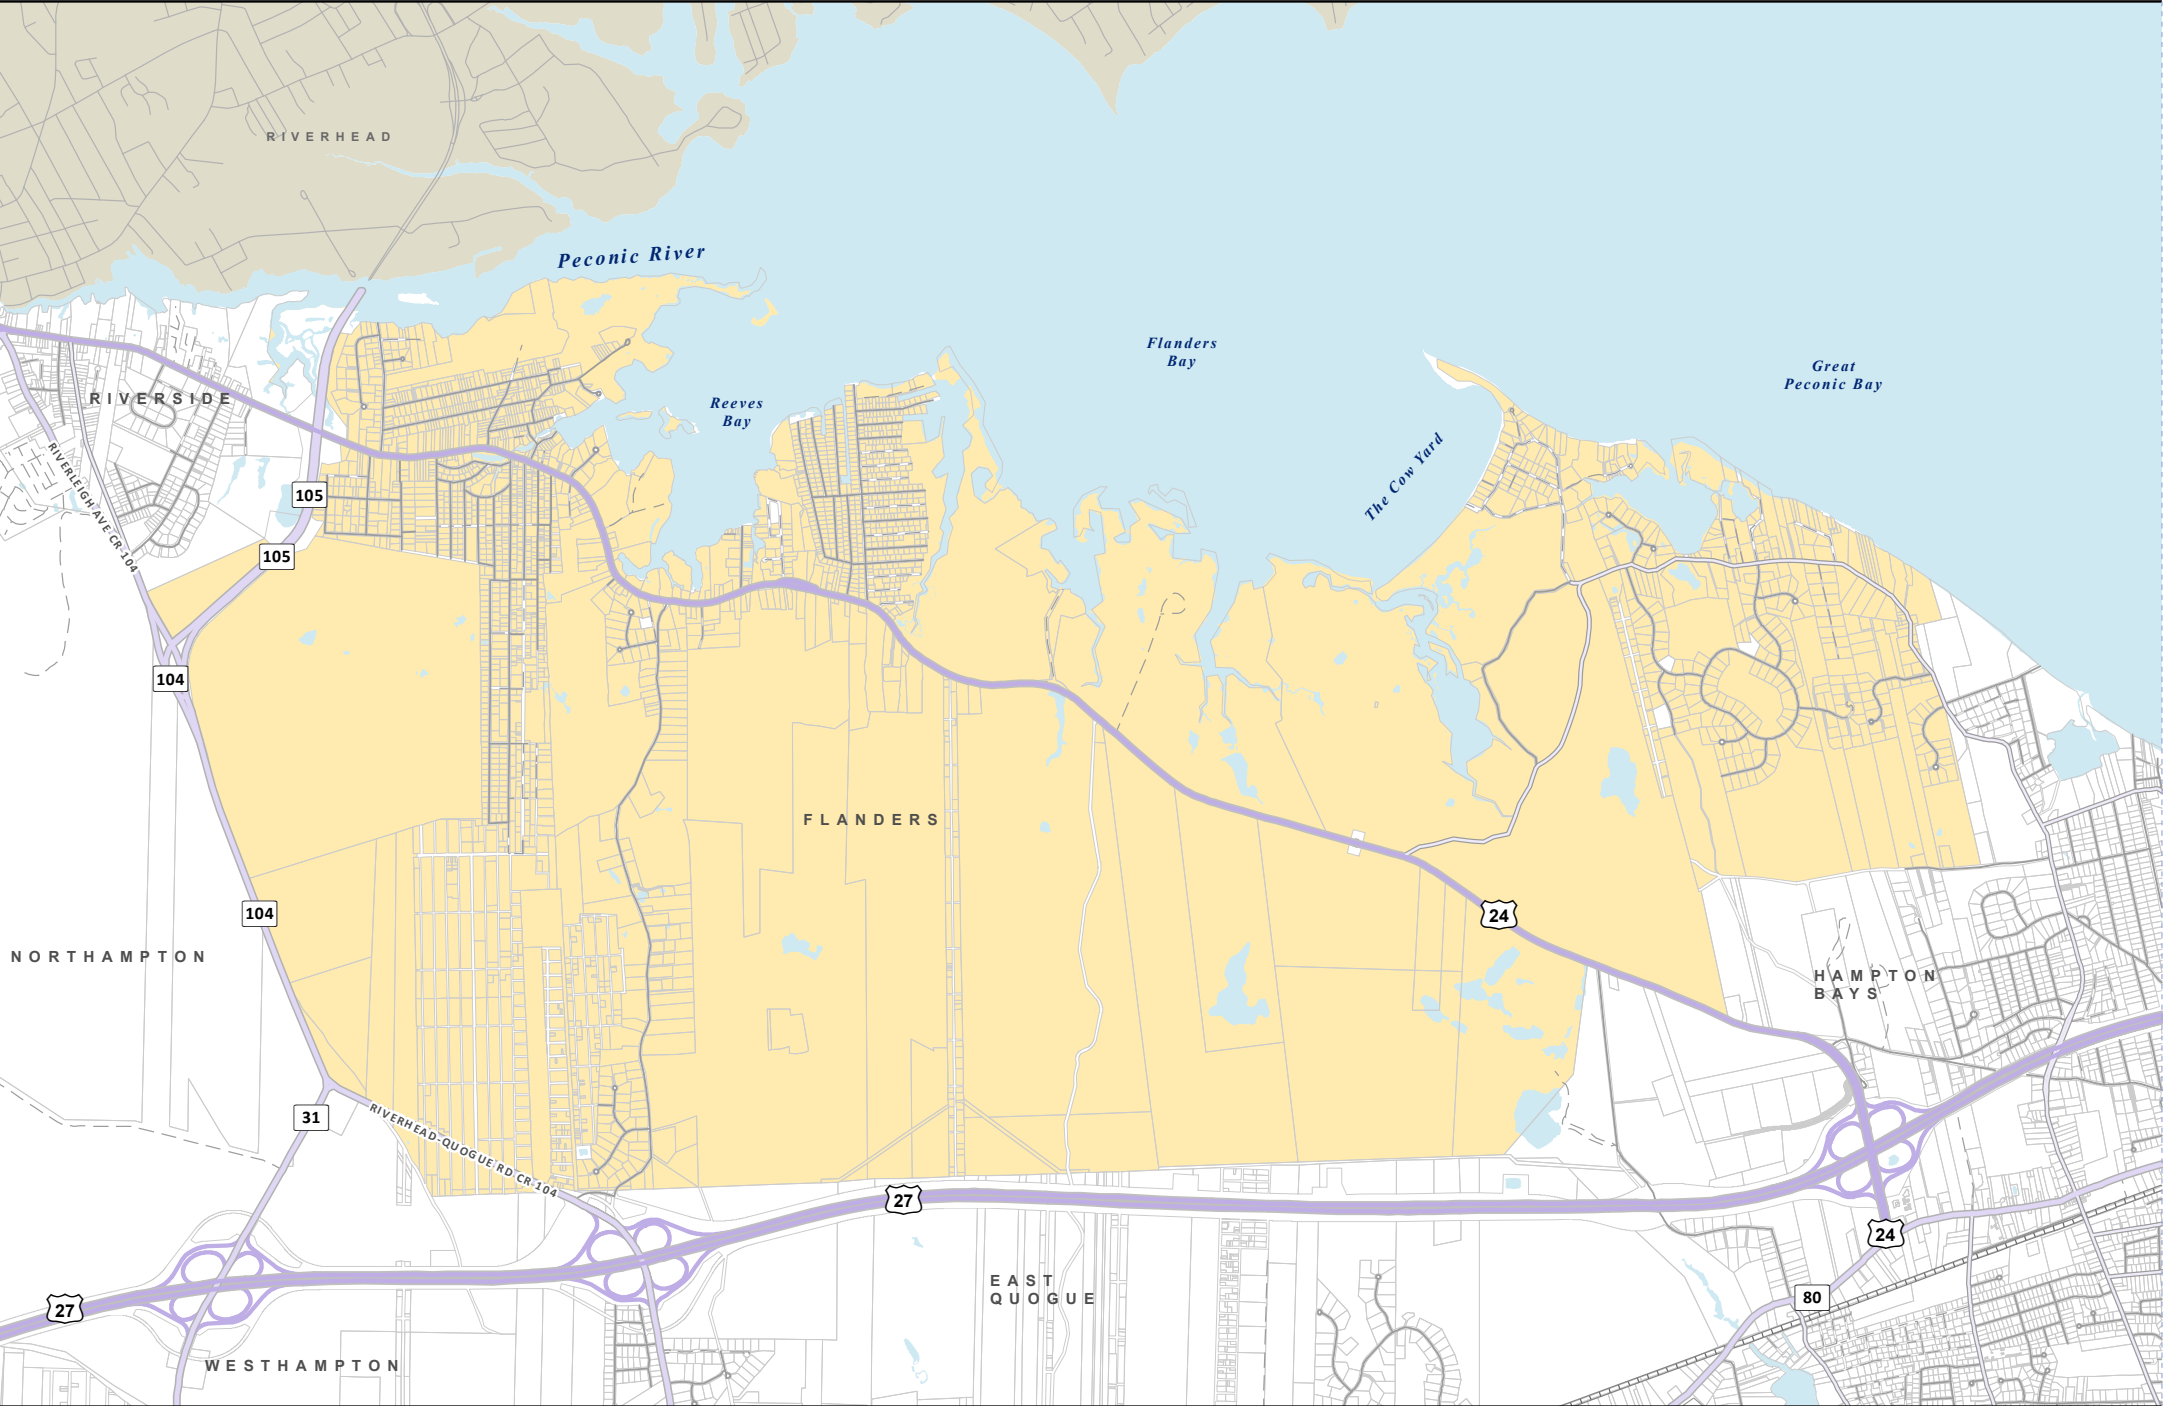 RIVERHEAD
Peconic River
Flanders
Bay
Great
Peconic Bay
Reeves
Bay
RIVERSIDE
The Cow Yard
RIVERLEIGH AVE-CR-104
105
105
104
FLANDERS
104
24
NORTHAMPTON
HAMPTON
BAYS
31
RIVERHEAD-QUOGUE RD CR-104
27
24
EAST
QUOGUE
27
80
WESTHAMPTON